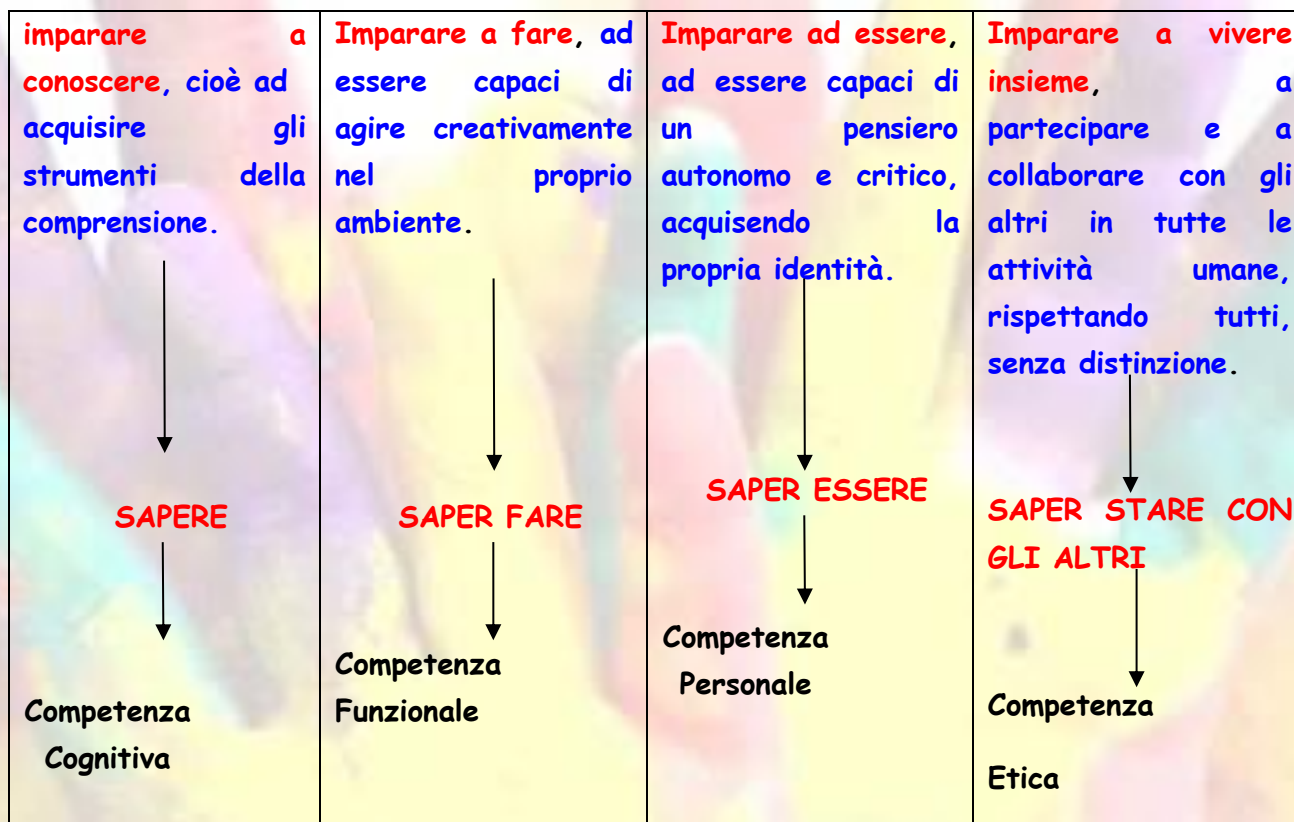 imparare a
conoscere, cioè ad
acquisire gli
strumenti della
comprensione.
SAPERE
Competenza
Cognitiva
Imparare a fare, ad
essere capaci di
agire creativamente
nel proprio
ambiente.
SAPER FARE
Competenza
Funzionale
Imparare ad essere,
ad essere capaci di
un pensiero
autonomo e critico,
acquisendo la
propria identità.
SAPER ESSERE
Competenza
Personale
Imparare a vivere
insieme, a
partecipare e a
collaborare con gli
altri in tutte le
attività umane,
rispettando tutti,
senza distinzione.
SAPER STARE CON
GLI ALTRI
Competenza
Etica